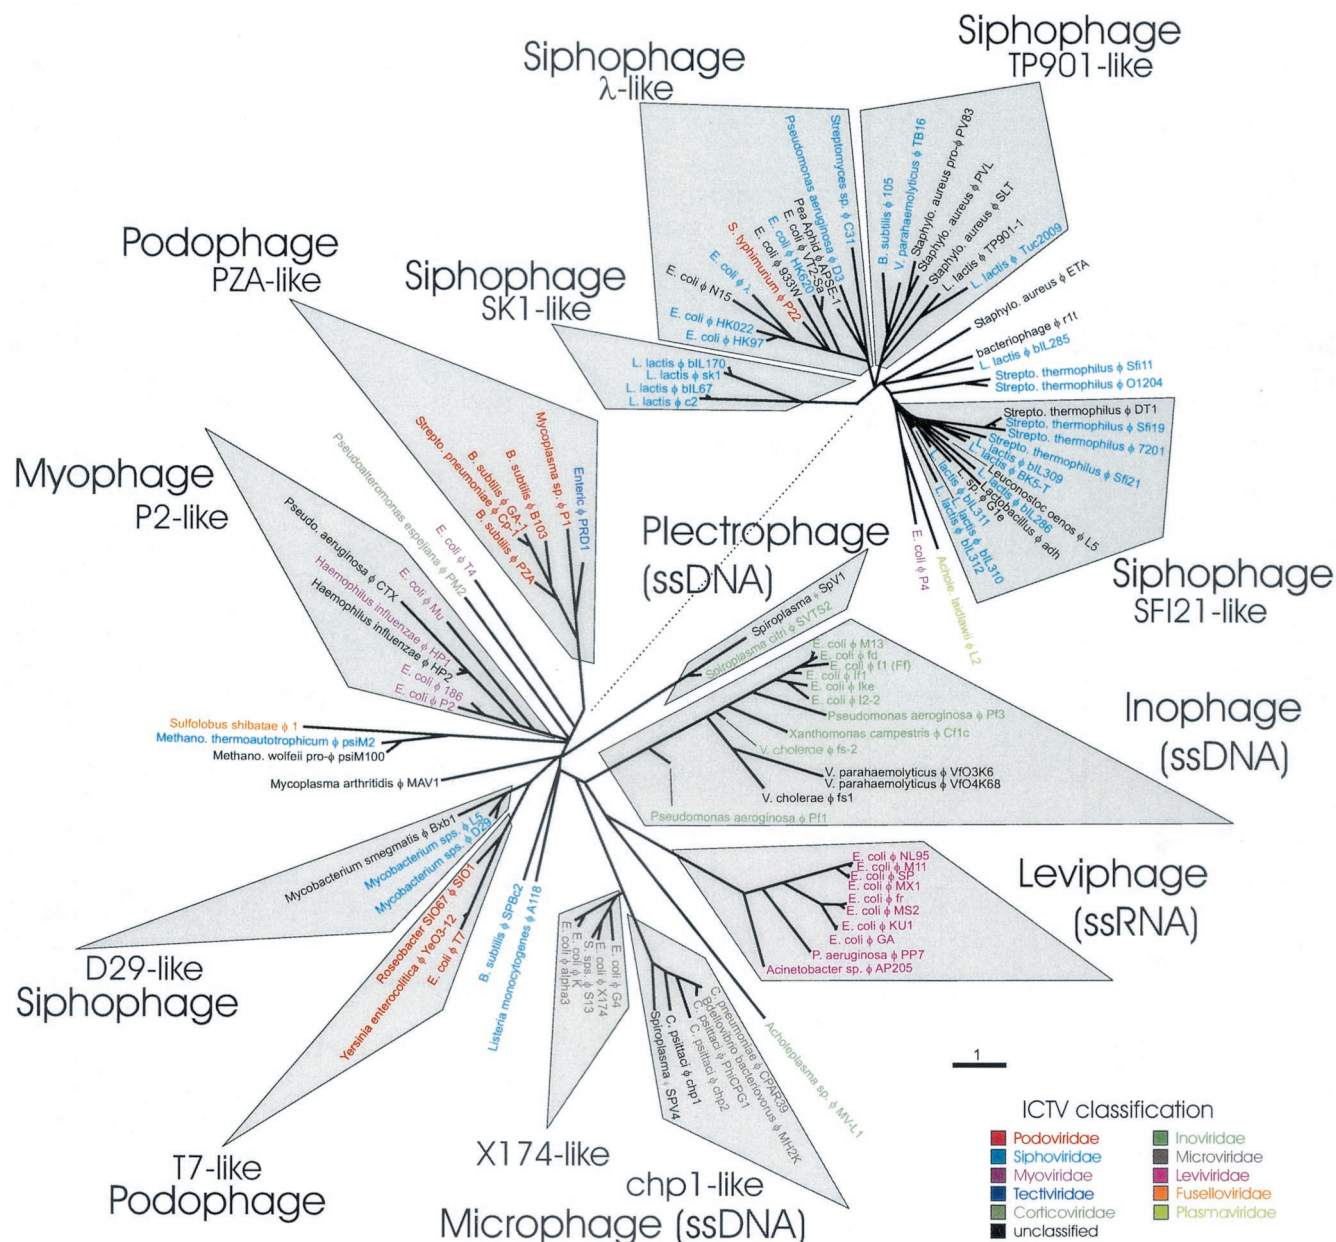 Siphophage
TP901-like
Siphophage
λ-like
Streptomyces sp. ϕ C31
Pseudomonas aeruginosa ϕ D3
Pea Aphid ϕ APSE-1
E. coli ϕ VT2-Sa
E. coli ϕ HK620
E. coli ϕ 933W
S. typhimurium ϕ P22
E. coli ϕ λ
E. coli ϕ N15
E. coli ϕ HK022
E. coli ϕ HK97
B. subtilis ϕ 105
V. parahaemolyticus ϕ TB16
Staphylo. aureus pro-ϕ PV83
Staphylo. aureus ϕ PVL
Staphylo. aureus ϕ SLT
L. lactis ϕ TP901-1
L. lactis ϕ Tuc2009
Staphylo. aureus ϕ ETA
bacteriophage ϕ r1t
L. lactis ϕ bIL285
Strepto. thermophilus ϕ Sfi11
Strepto. thermophilus ϕ O1204
Podophage
PZA-like
Siphophage
SK1-like
L. lactis ϕ bIL170
L. lactis ϕ sk1
L. lactis ϕ bIL67
L. lactis ϕ c2
Strepto. thermophilus ϕ DT1
Strepto. thermophilus ϕ Sfi19
Strepto. thermophilus ϕ 7201
Strepto. thermophilus ϕ Sfi21
L. lactis ϕ bIL309
L. lactis ϕ BK5-T
Leuconostoc oenos ϕ L5
L. lactis ϕ bIL286
Lactobacillus ϕ adh
L. sp. ϕ G1e
L. lactis ϕ bIL310
L. lactis ϕ bIL311
L. lactis ϕ bIL312
Achole. laidlawii ϕ L2
E. coli ϕ P4
Siphophage
SFI21-like
Mycoplasma sp. ϕ P1
Enteric ϕ PRD1
B. subtilis ϕ B103
B. subtilis ϕ GA-1
Strepto. pneumoniae ϕ Cp-1
B. subtilis ϕ PZA
Pseudoalteromonas espejiana ϕ PM2
E. coli ϕ T4
Myophage
P2-like
Pseudo. aeruginosa ϕ CTX
E. coli ϕ Mu
Haemophilus influenzae ϕ HP1
Haemophilus influenzae ϕ HP2
E. coli ϕ 186
E. coli ϕ P2
Plectrophage
(ssDNA)
Spiroplasma ϕ SpV1
Spiroplasma citri ϕ SVTS2
E. coli ϕ M13
E. coli ϕ fd
E. coli ϕ f1 (Ff)
E. coli ϕ If1
E. coli ϕ Ike
E. coli ϕ I2-2
Pseudomonas aeroginosa ϕ Pf3
Xanthomonas campestris ϕ Cf1c
V. cholerae ϕ fs-2
V. parahaemolyticus ϕ VfO3K6
V. parahaemolyticus ϕ VfO4K68
V. cholerae ϕ fs1
Pseudomonas aeroginosa ϕ Pf1
Inophage
(ssDNA)
Sulfolobus shibatae ϕ 1
Methano. thermoautotrophicum ϕ psiM2
Methano. wolfeii pro-ϕ psiM100
Mycoplasma arthritidis ϕ MAV1
Mycobacterium smegmatis ϕ Bxb1
Mycobacterium sps. ϕ L5
Mycobacterium sps. ϕ D29
D29-like
Siphophage
Roseobacter SIO67 ϕ SIO1
Yersinia enterocolitica ϕ YeO3-12
E. coli ϕ T7
T7-like
Podophage
B. subtilis ϕ SPBc2
Listeria monocytogenes ϕ A118
E. coli ϕ G4
E. coli ϕ X174
S. sps. ϕ S13
E. coli ϕ K
E. coli ϕ alpha3
X174-like
C. pneumoniae ϕ CPAR39
Bdellovibrio bacteriovorus ϕ MH2K
C. psittaci ϕ PhiCPG1
C. psittaci ϕ chp2
C. psittaci ϕ chp1
Spiroplasma ϕ SPV4
chp1-like
Microphage (ssDNA)
Acholeplasma sp. ϕ MV-L1
E. coli ϕ NL95
E. coli ϕ M11
E. coli ϕ SP
E. coli ϕ MX1
E. coli ϕ fr
E. coli ϕ MS2
E. coli ϕ KU1
E. coli ϕ GA
P. aeruginosa ϕ PP7
Acinetobacter sp. ϕ AP205
Leviphage
(ssRNA)
1
ICTV classification
Podoviridae
Siphoviridae
Myoviridae
Tectiviridae
Corticoviridae
unclassified
Inoviridae
Microviridae
Leviviridae
Fuselloviridae
Plasmaviridae